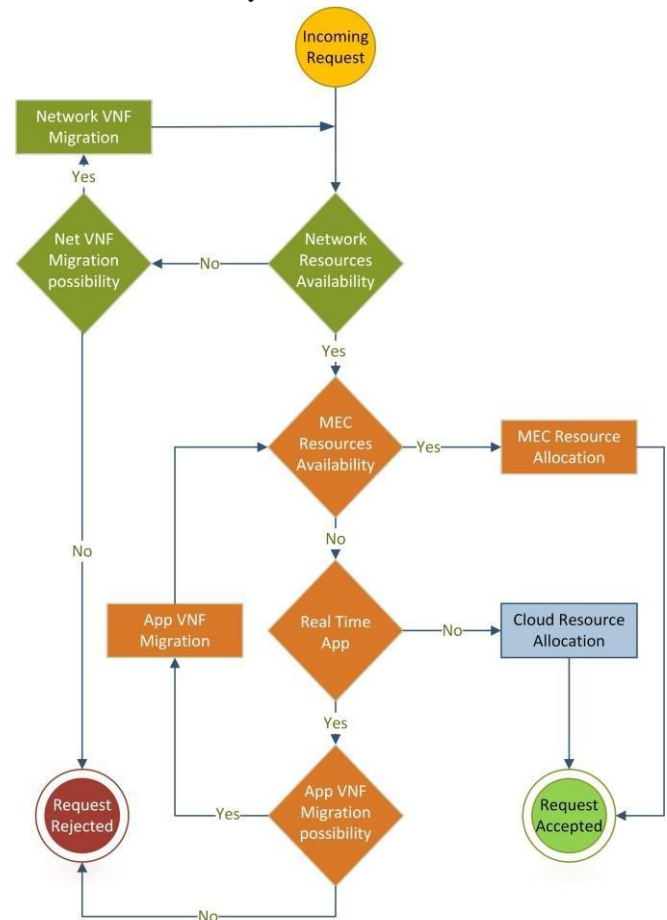 Incoming
Request
Network VNF
Migration
Yes
Net VNF
Migration
possibility
No
Network
Resources
Availability
Yes
MEC
Resources
Availability
Yes
MEC Resource
Allocation
No
No
App VNF
Migration
Real Time
App
No
Cloud Resource
Allocation
Yes
Request
Rejected
Yes
App VNF
Migration
possibility
Request
Accepted
No